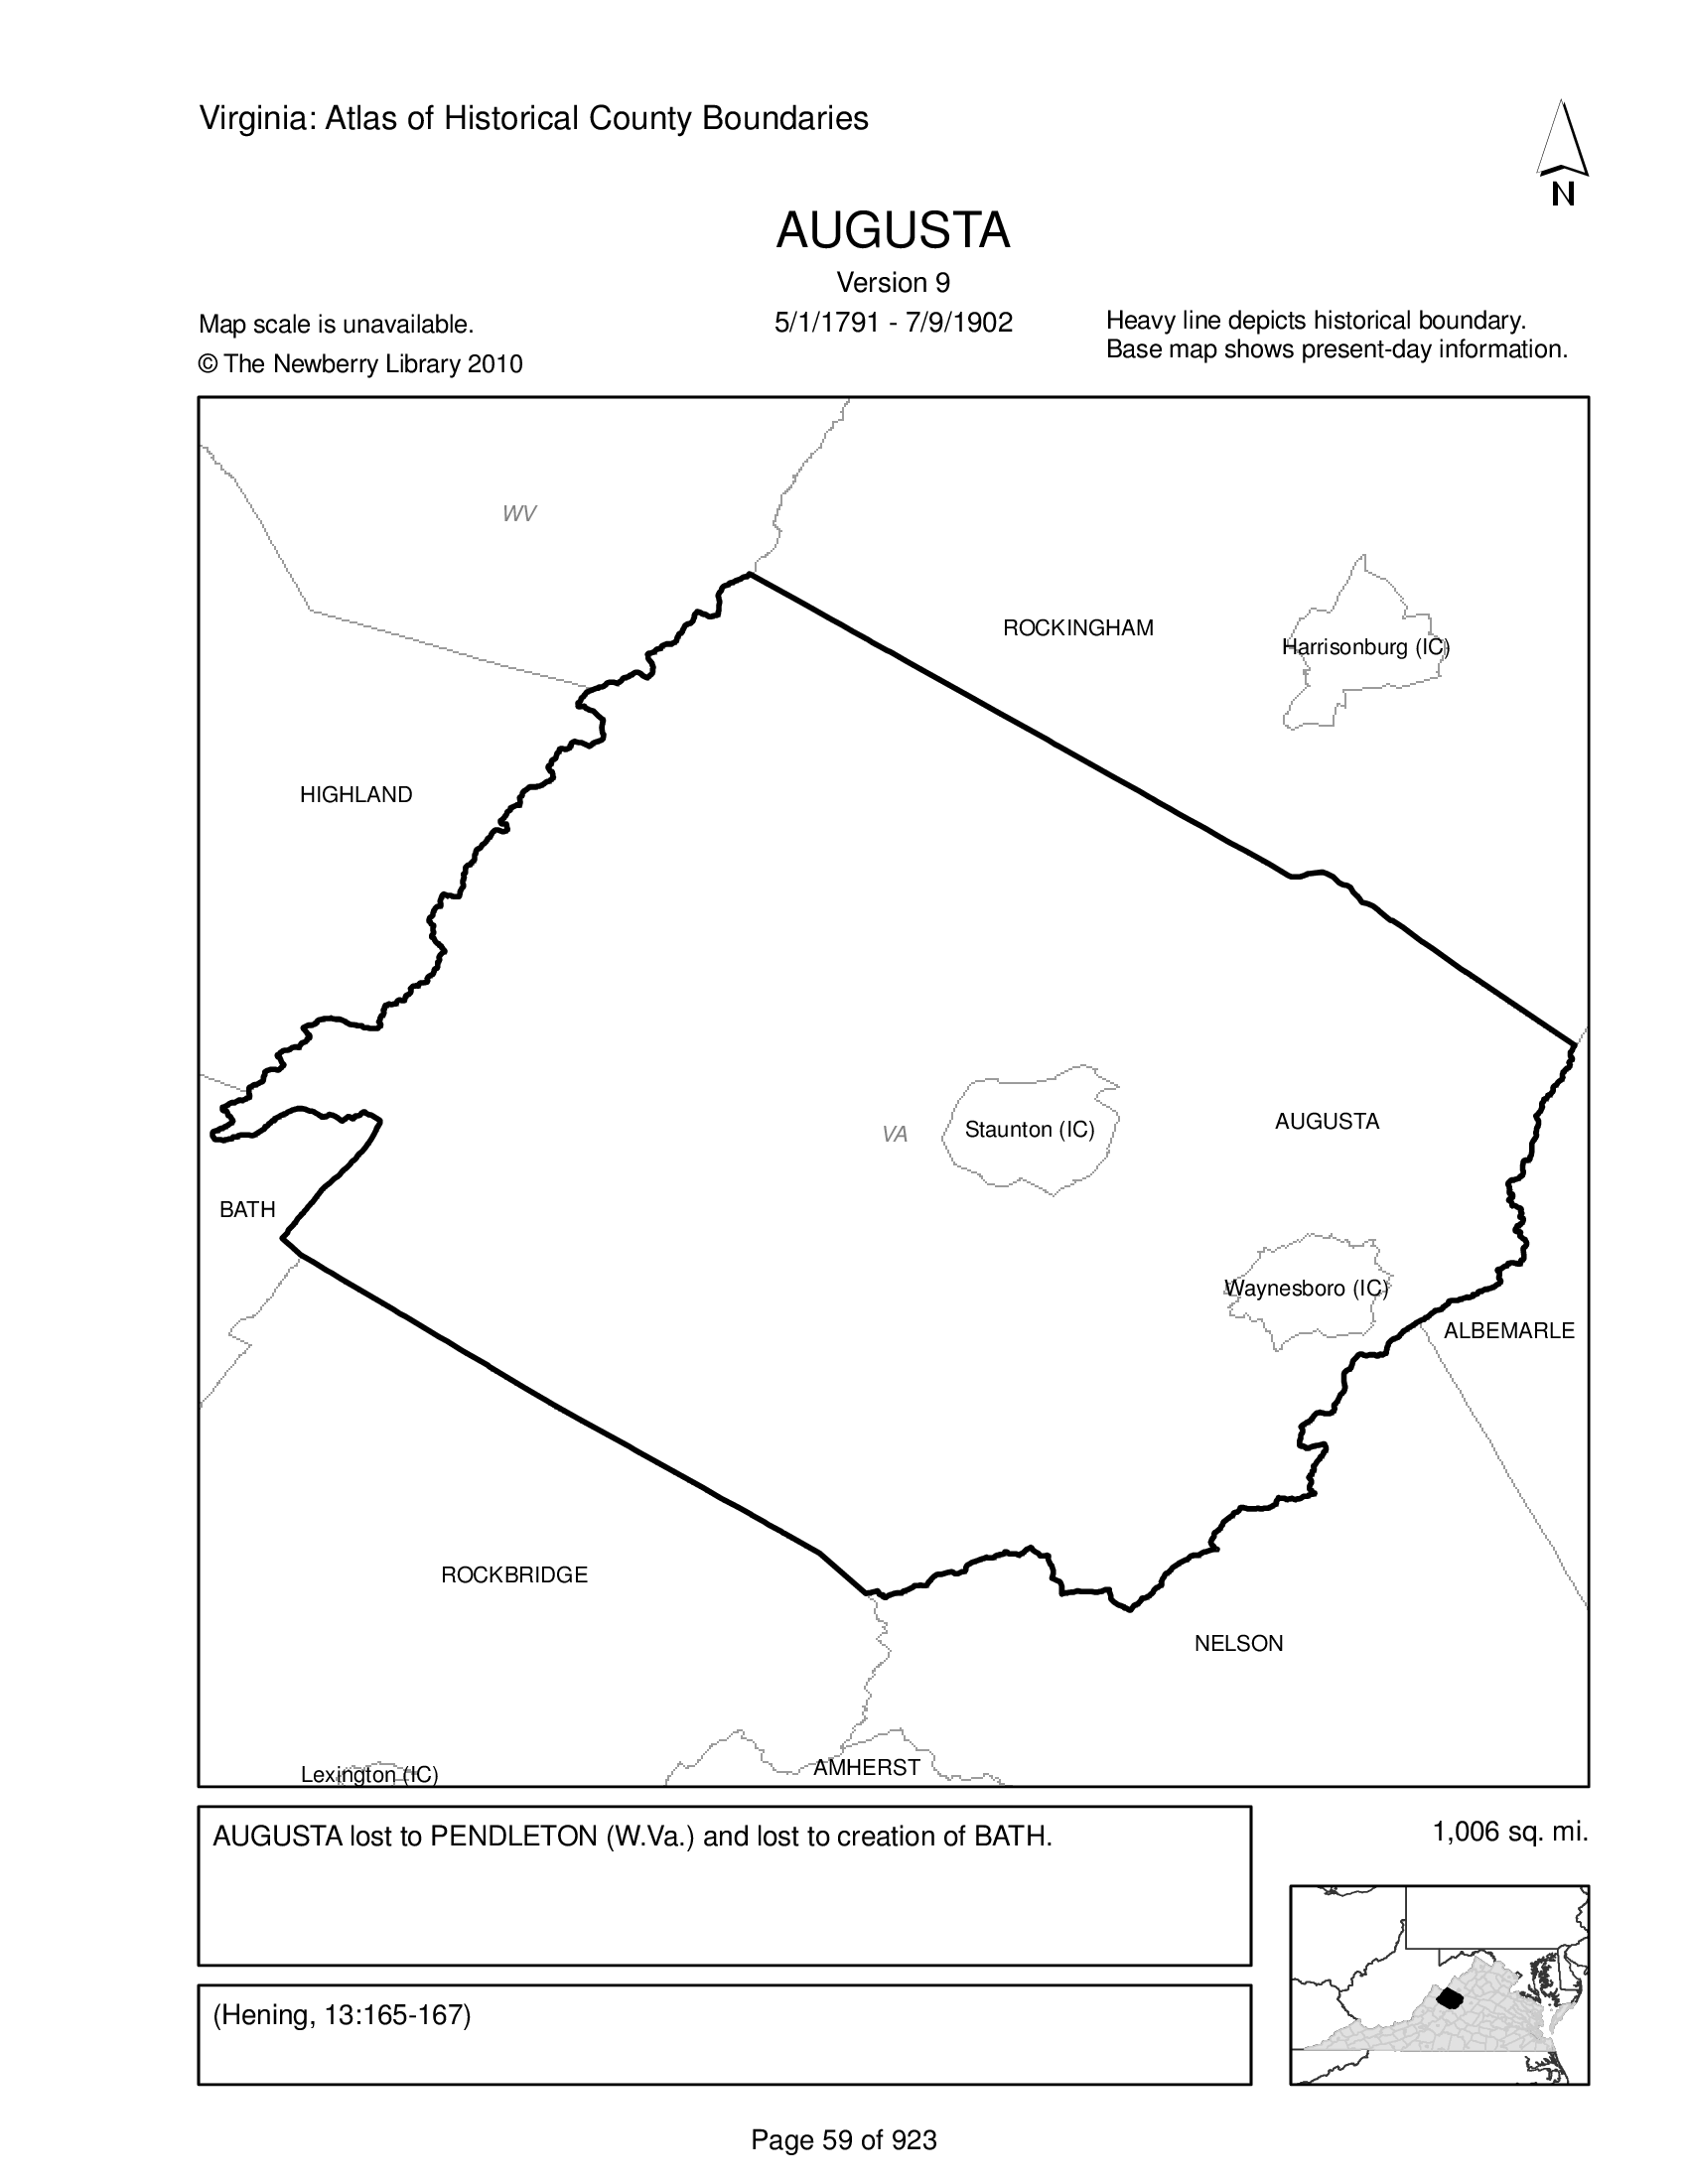 Virginia: Atlas of Historical County Boundaries
N
AUGUSTA
Version 9
5/1/1791 - 7/9/1902
Map scale is unavailable.
© The Newberry Library 2010
Heavy line depicts historical boundary.
Base map shows present-day information.
WV
ROCKINGHAM
Harrisonburg (IC)
HIGHLAND
VA
Staunton (IC)
AUGUSTA
BATH
Waynesboro (IC)
ALBEMARLE
ROCKBRIDGE
NELSON
AMHERST
Lexington (IC)
AUGUSTA lost to PENDLETON (W.Va.) and lost to creation of BATH.
1,006 sq. mi.
(Hening, 13:165-167)
Page 59 of 923